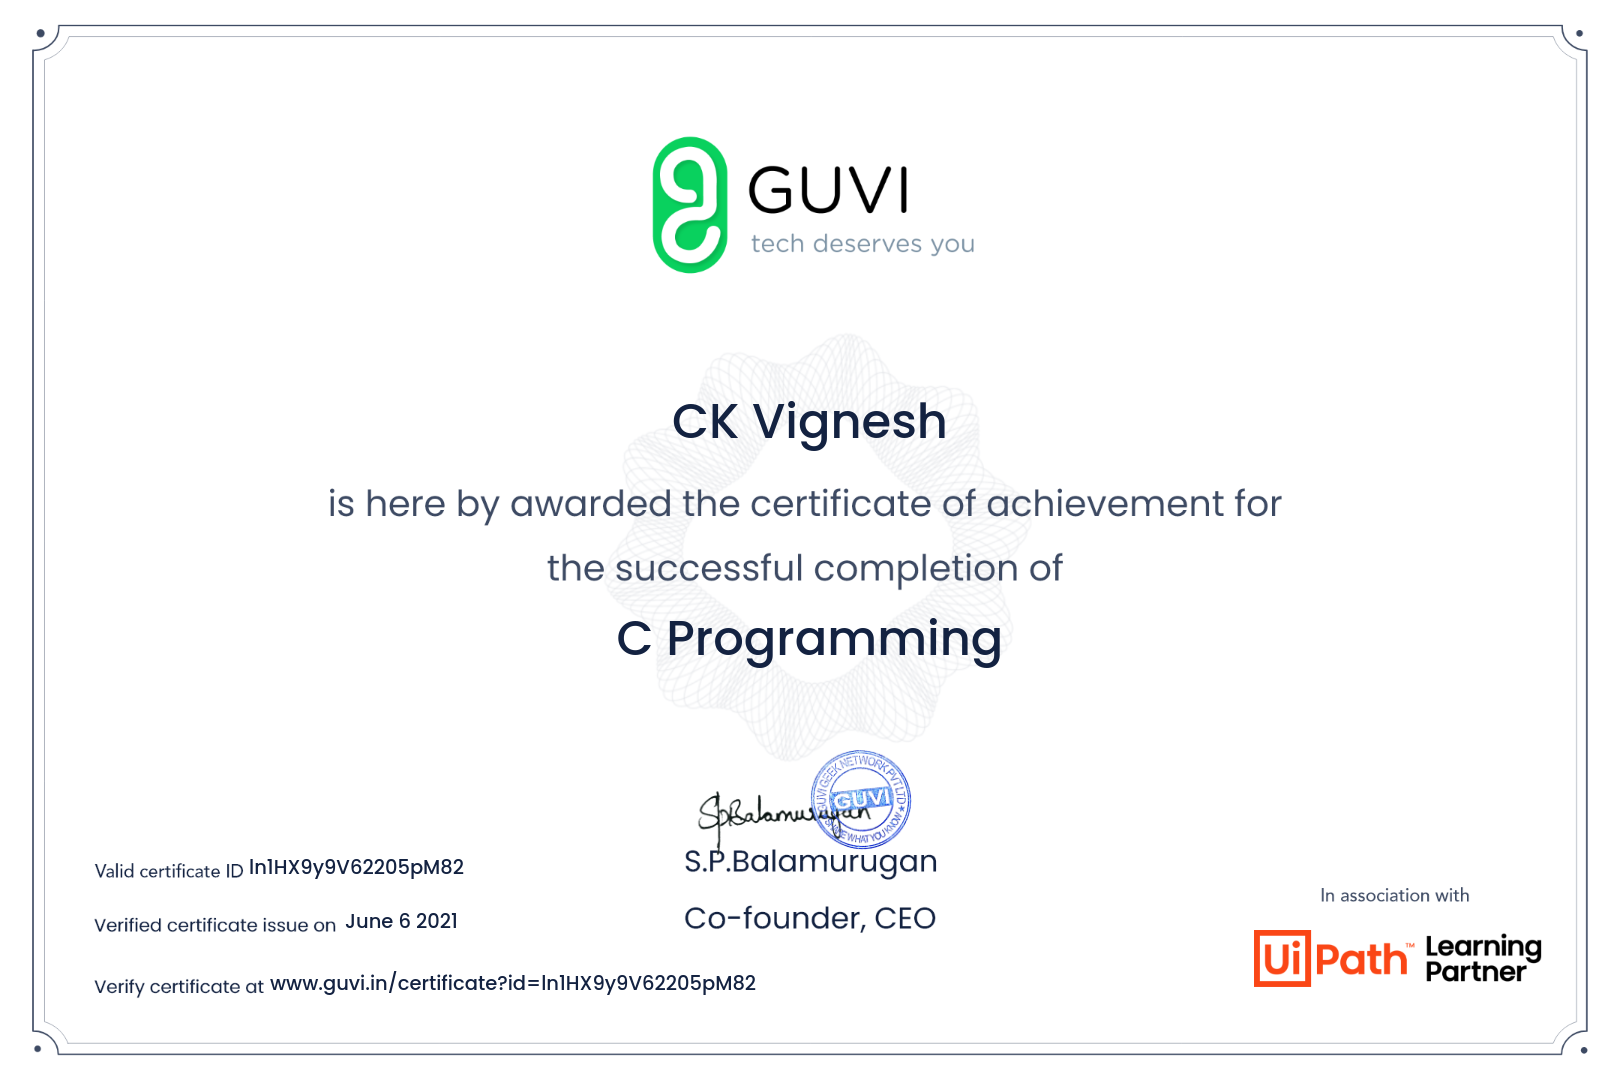 GUVI
tech deserves you
CK Vignesh
is here by awarded the certificate of achievement for
the successful completion of
C Programming
S.P.Balamurugan
GUVI GEEK NETWORK PVT LTD
GUVI
SHARE WHAT YOU KNOW
S.P.Balamurugan
Co-founder, CEO
Valid certificate ID ln1HX9y9V62205pM82
Verified certificate issue on June 6 2021
Verify certificate at www.guvi.in/certificate?id=ln1HX9y9V62205pM82
In association with
UiPath™ Learning
Partner